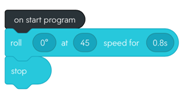 on start program
roll 0° at 45 speed for 0.8s
stop